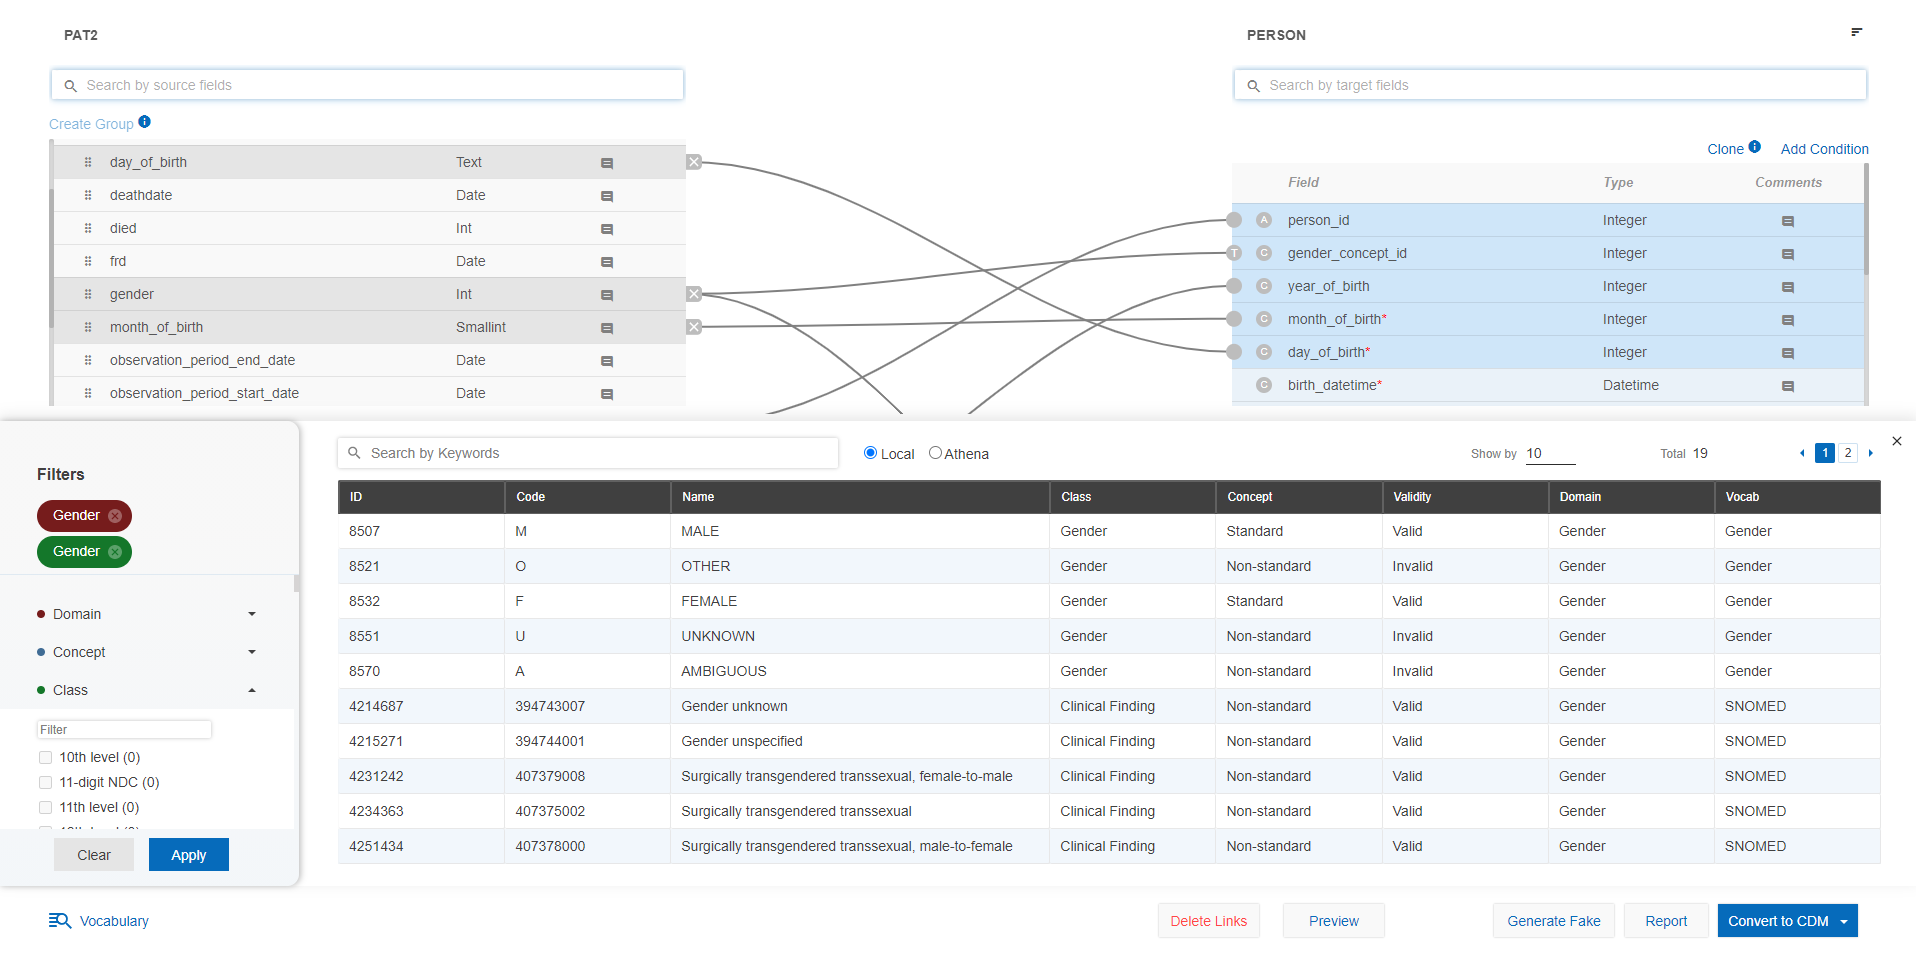 PAT2
PERSON
Search by source fields
Search by target fields
Create Group
Clone Add Condition
day_of_birth Text
deathdate Date
died Int
frd Date
gender Int
month_of_birth Smallint
observation_period_end_date Date
observation_period_start_date Date
Field Type Comments
A person_id Integer
T C gender_concept_id Integer
C year_of_birth Integer
C month_of_birth* Integer
C day_of_birth* Integer
C birth_datetime* Datetime
Filters
Gender
Gender
Domain
Concept
Class
Filter
10th level (0)
11-digit NDC (0)
11th level (0)
Clear Apply
Search by Keywords
Local Athena
Show by 10
Total 19
1 2
ID Code Name Class Concept Validity Domain Vocab
8507 M MALE Gender Standard Valid Gender Gender
8521 O OTHER Gender Non-standard Invalid Gender Gender
8532 F FEMALE Gender Standard Valid Gender Gender
8551 U UNKNOWN Gender Non-standard Invalid Gender Gender
8570 A AMBIGUOUS Gender Non-standard Invalid Gender Gender
4214687 394743007 Gender unknown Clinical Finding Non-standard Valid Gender SNOMED
4215271 394744001 Gender unspecified Clinical Finding Non-standard Valid Gender SNOMED
4231242 407379008 Surgically transgendered transsexual, female-to-male Clinical Finding Non-standard Valid Gender SNOMED
4234363 407375002 Surgically transgendered transsexual Clinical Finding Non-standard Valid Gender SNOMED
4251434 407378000 Surgically transgendered transsexual, male-to-female Clinical Finding Non-standard Valid Gender SNOMED
Vocabulary
Delete Links
Preview
Generate Fake
Report
Convert to CDM